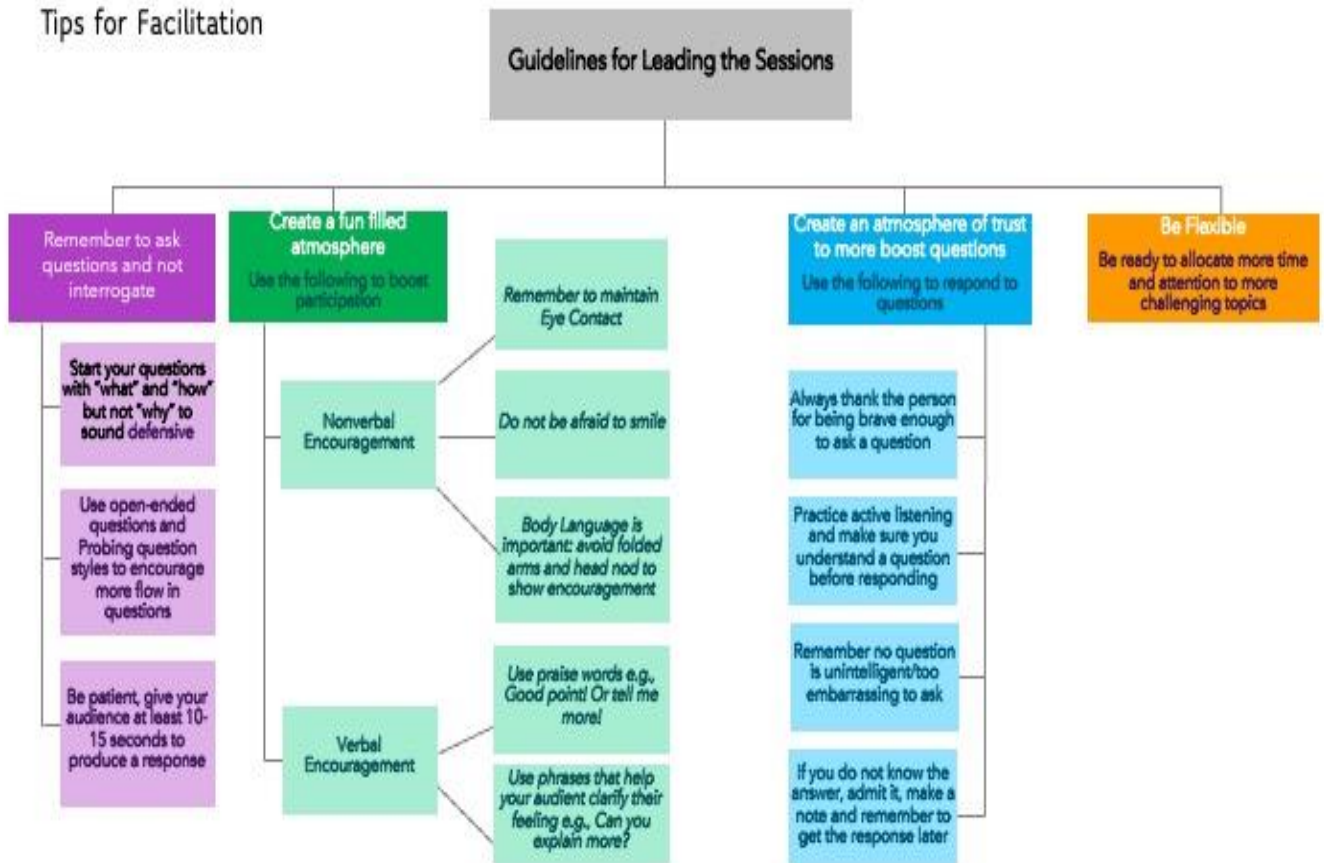 Tips for Facilitation
Guidelines for Leading the Sessions
Remember to ask
questions and not
interrogate
Start your questions
with "what" and "how"
but not "why" to
sound defensive
Use open-ended
questions and
Probing question
styles to encourage
more flow in
questions
Be patient, give your
audience at least 10-
15 seconds to
produce a response
Create a fun filled
atmosphere
Use the following to boost
participation
Nonverbal
Encouragement
Remember to maintain
Eye Contact
Do not be afraid to smile
Body Language is
important: avoid folded
arms and head nod to
show encouragement
Verbal
Encouragement
Use praise words e.g.,
Good point! Or tell me
more!
Use phrases that help
your audient clarify their
feeling e.g., Can you
explain more?
Create an atmosphere of trust
to more boost questions
Use the following to respond to
questions
Always thank the person
for being brave enough
to ask a question
Practice active listening
and make sure you
understand a question
before responding
Remember no question
is unintelligent/too
embarrassing to ask
If you do not know the
answer, admit it, make a
note and remember to
get the response later
Be Flexible
Be ready to allocate more time
and attention to more
challenging topics